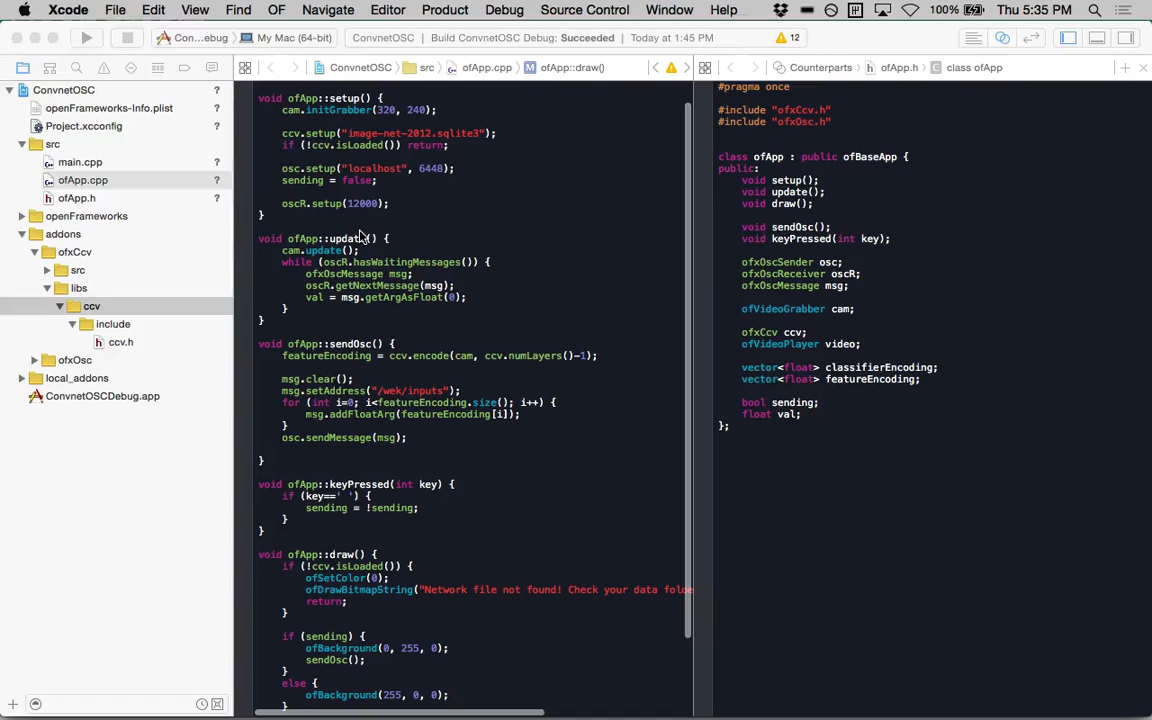 Xcode File Edit View Find OF Navigate Editor Product Debug Source Control Window Help 100% Thu 5:35 PM
Con...ebug My Mac (64-bit) ConvnetOSC | Build ConvnetOSC Debug: Succeeded | Today at 1:45 PM 12
ConvnetOSC src ofApp.cpp M ofApp::draw() Counterparts ofApp.h class ofApp
ConvnetOSC
openFrameworks-Info.plist ?
Project.xcconfig ?
src
main.cpp ?
ofApp.cpp ?
ofApp.h ?
openFrameworks
addons
ofxCcv
src
libs
ccv
include
ccv.h
ofxOsc
local_addons
ConvnetOSCDebug.app
void ofApp::setup() {
cam.initGrabber(320, 240);
ccv.setup("image-net-2012.sqlite3");
if (!ccv.isLoaded()) return;
osc.setup("localhost", 6448);
sending = false;
oscR.setup(12000);
}
void ofApp::update() {
cam.update();
while (oscR.hasWaitingMessages()) {
ofxOscMessage msg;
oscR.getNextMessage(msg);
val = msg.getArgAsFloat(0);
}
}
void ofApp::sendOsc() {
featureEncoding = ccv.encode(cam, ccv.numLayers()-1);
msg.clear();
msg.setAddress("/wek/inputs");
for (int i=0; i<featureEncoding.size(); i++) {
msg.addFloatArg(featureEncoding[i]);
}
osc.sendMessage(msg);
}
void ofApp::keyPressed(int key) {
if (key==' ') {
sending = !sending;
}
}
void ofApp::draw() {
if (!ccv.isLoaded()) {
ofSetColor(0);
ofDrawBitmapString("Network file not found! Check your data folde
return;
}
if (sending) {
ofBackground(0, 255, 0);
sendOsc();
}
else {
ofBackground(255, 0, 0);
}
#pragma once
#include "ofxCcv.h"
#include "ofxOsc.h"
class ofApp : public ofBaseApp {
public:
void setup();
void update();
void draw();
void sendOsc();
void keyPressed(int key);
ofxOscSender osc;
ofxOscReceiver oscR;
ofxOscMessage msg;
ofVideoGrabber cam;
ofxCcv ccv;
ofVideoPlayer video;
vector<float> classifierEncoding;
vector<float> featureEncoding;
bool sending;
float val;
};